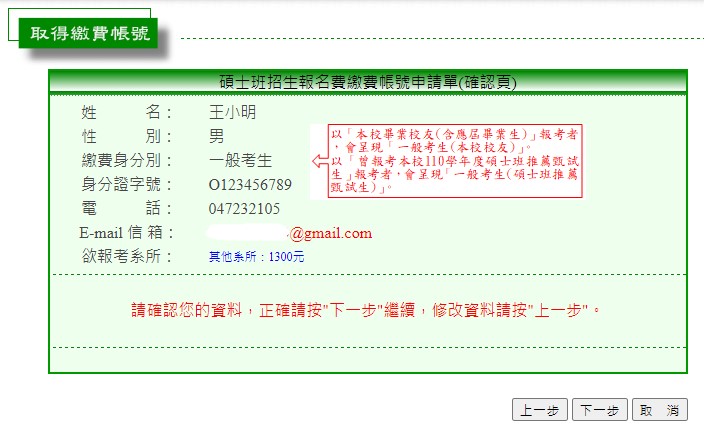 取得繳費帳號
碩士班招生報名費繳費帳號申請單(確認頁)
姓　　名： 王小明
性　　別： 男
繳費身分別： 一般考生
以「本校畢業校友(含應屆畢業生)」報考者
，會呈現「一般考生(本校校友)」。
以「曾報考本校110學年度碩士班推薦甄試
生」報考者，會呈現「一般考生(碩士班推薦
甄試生)」。
身分證字號： O123456789
電　　話： 047232105
E-mail 信 箱： @gmail.com
欲報考系所： 其他系所：1300元
請確認您的資料，正確請按"下一步"繼續，修改資料請按"上一步"。
上一步 下一步 取　消